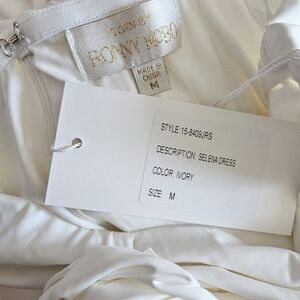 TORN BY
RONNY KOBO
MADE IN
CHINA
M
STYLE: 15-8409JRS
DESCRIPTION: SELENA DRESS
COLOR: IVORY
SIZE: M